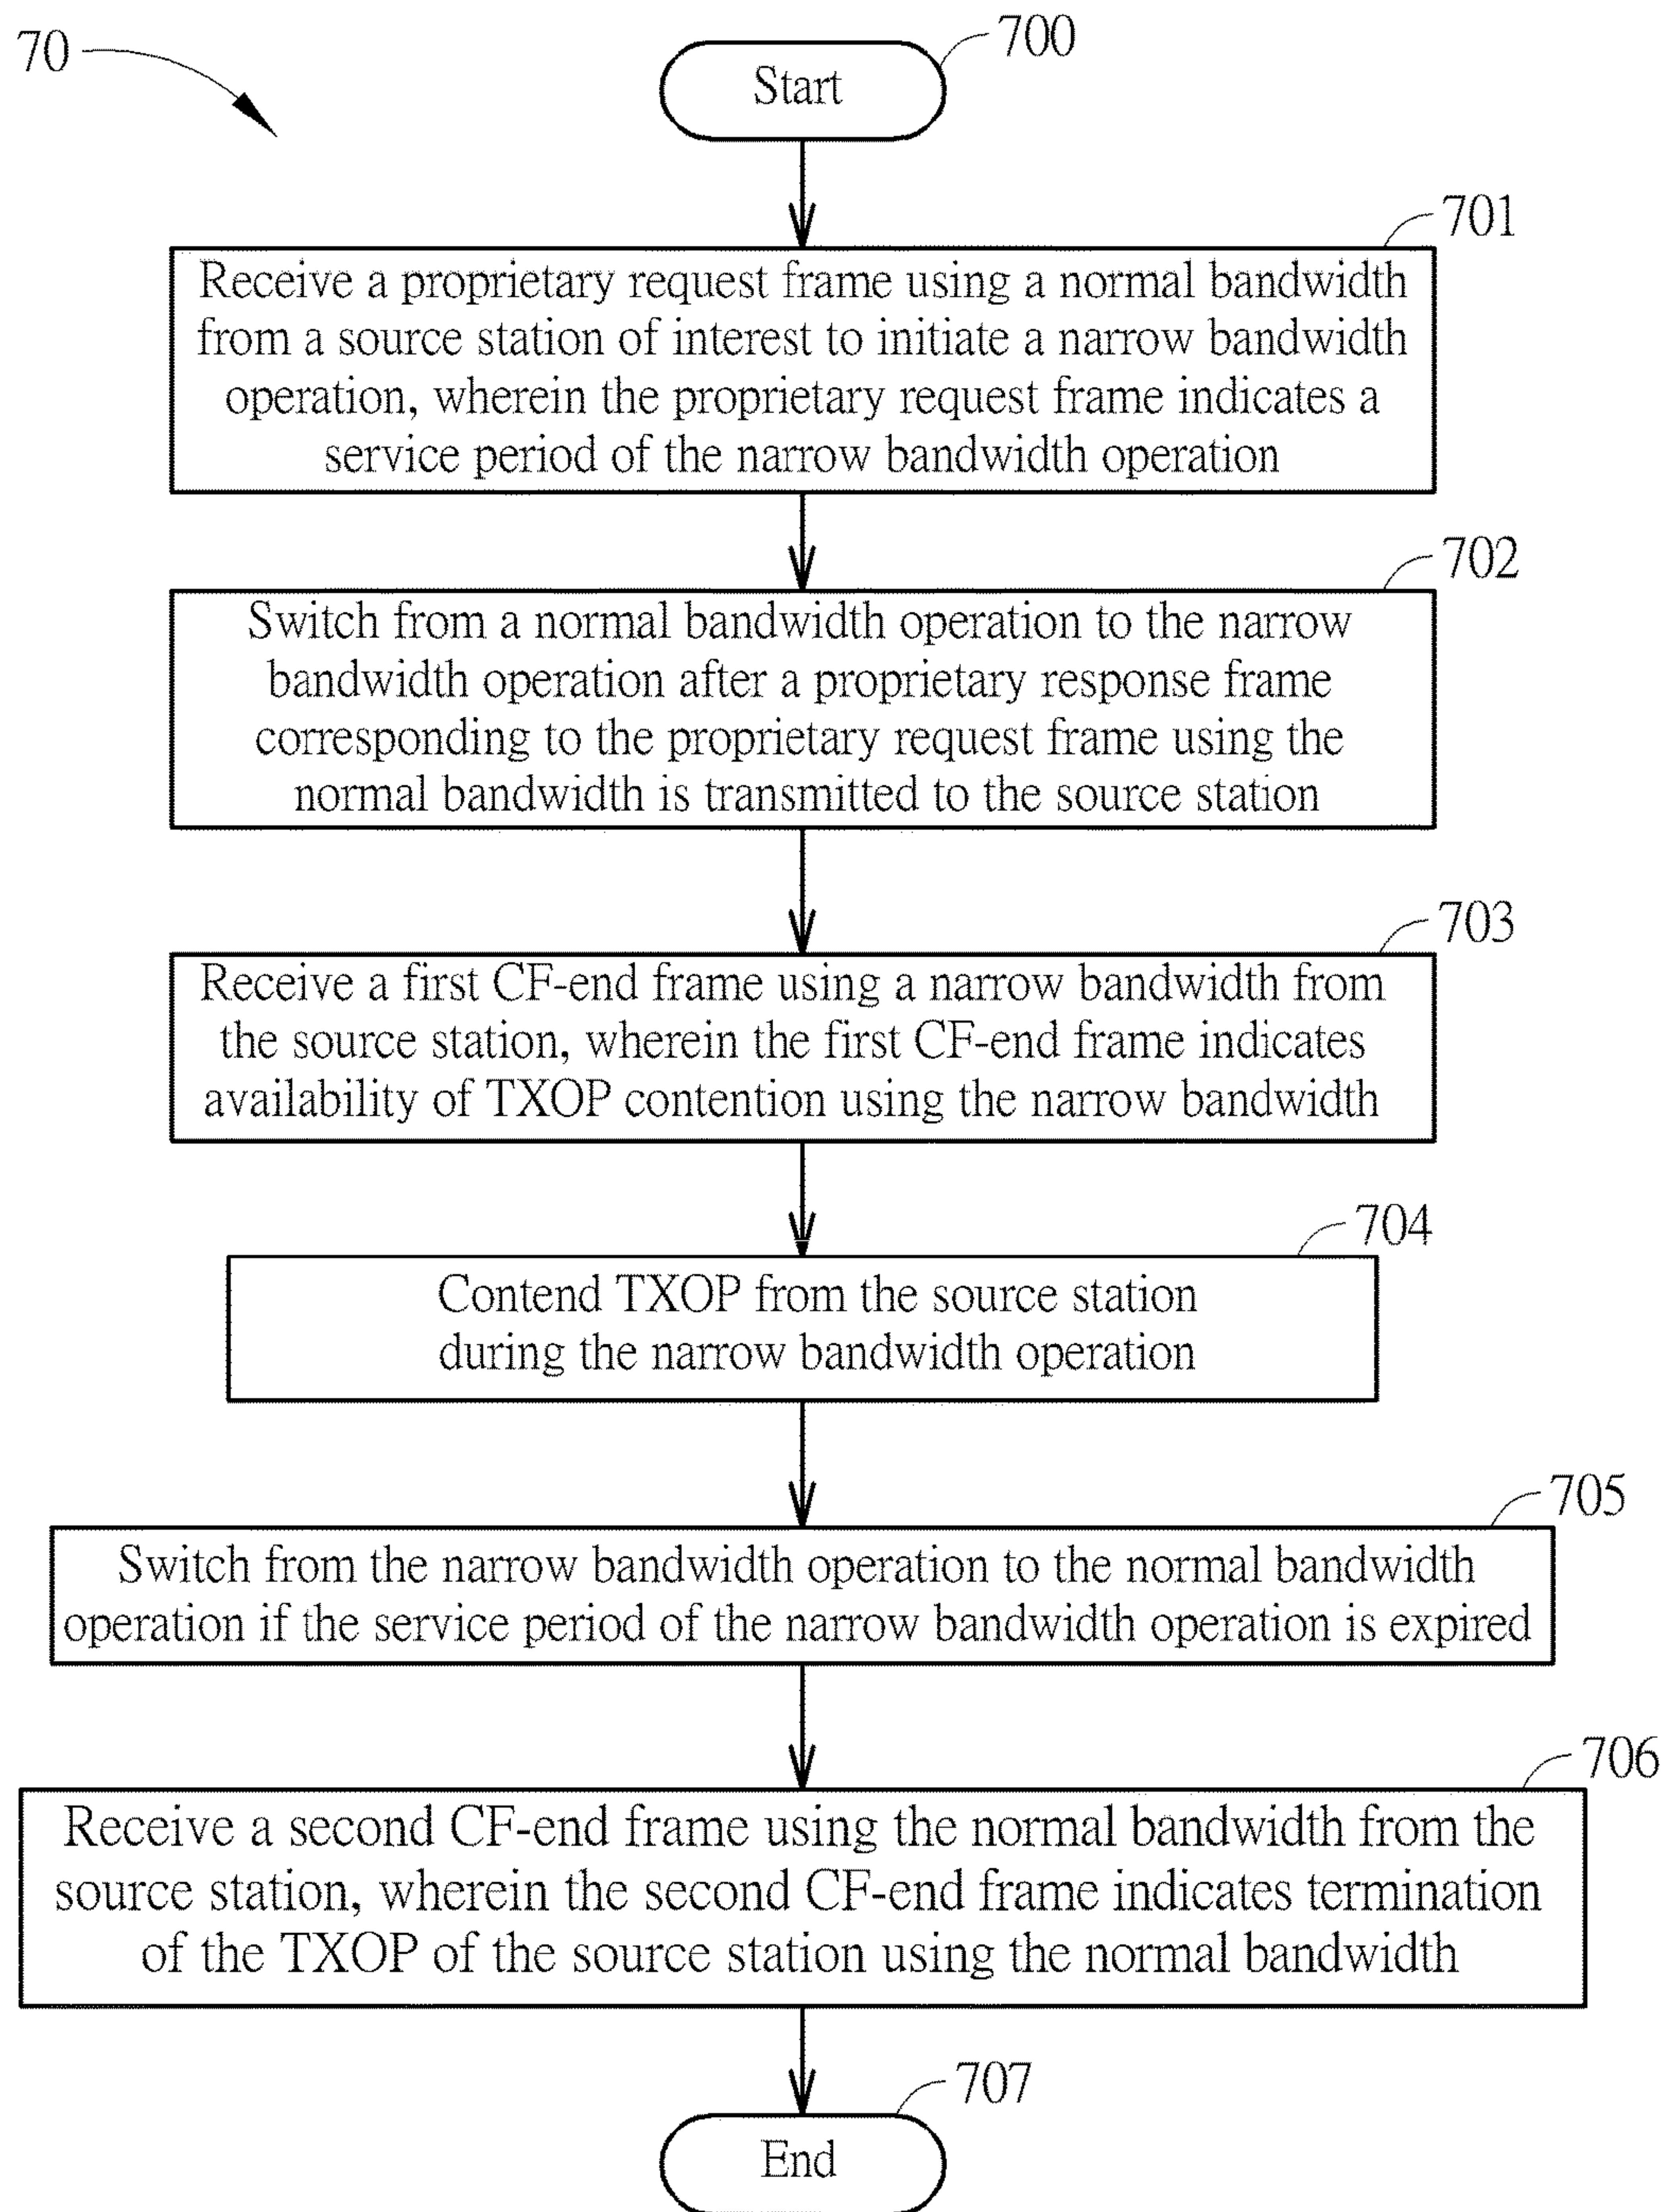 70
700
Start
701
Receive a proprietary request frame using a normal bandwidth
from a source station of interest to initiate a narrow bandwidth
operation, wherein the proprietary request frame indicates a
service period of the narrow bandwidth operation
702
Switch from a normal bandwidth operation to the narrow
bandwidth operation after a proprietary response frame
corresponding to the proprietary request frame using the
normal bandwidth is transmitted to the source station
703
Receive a first CF-end frame using a narrow bandwidth from
the source station, wherein the first CF-end frame indicates
availability of TXOP contention using the narrow bandwidth
704
Contend TXOP from the source station
during the narrow bandwidth operation
705
Switch from the narrow bandwidth operation to the normal bandwidth
operation if the service period of the narrow bandwidth operation is expired
706
Receive a second CF-end frame using the normal bandwidth from the
source station, wherein the second CF-end frame indicates termination
of the TXOP of the source station using the normal bandwidth
707
End